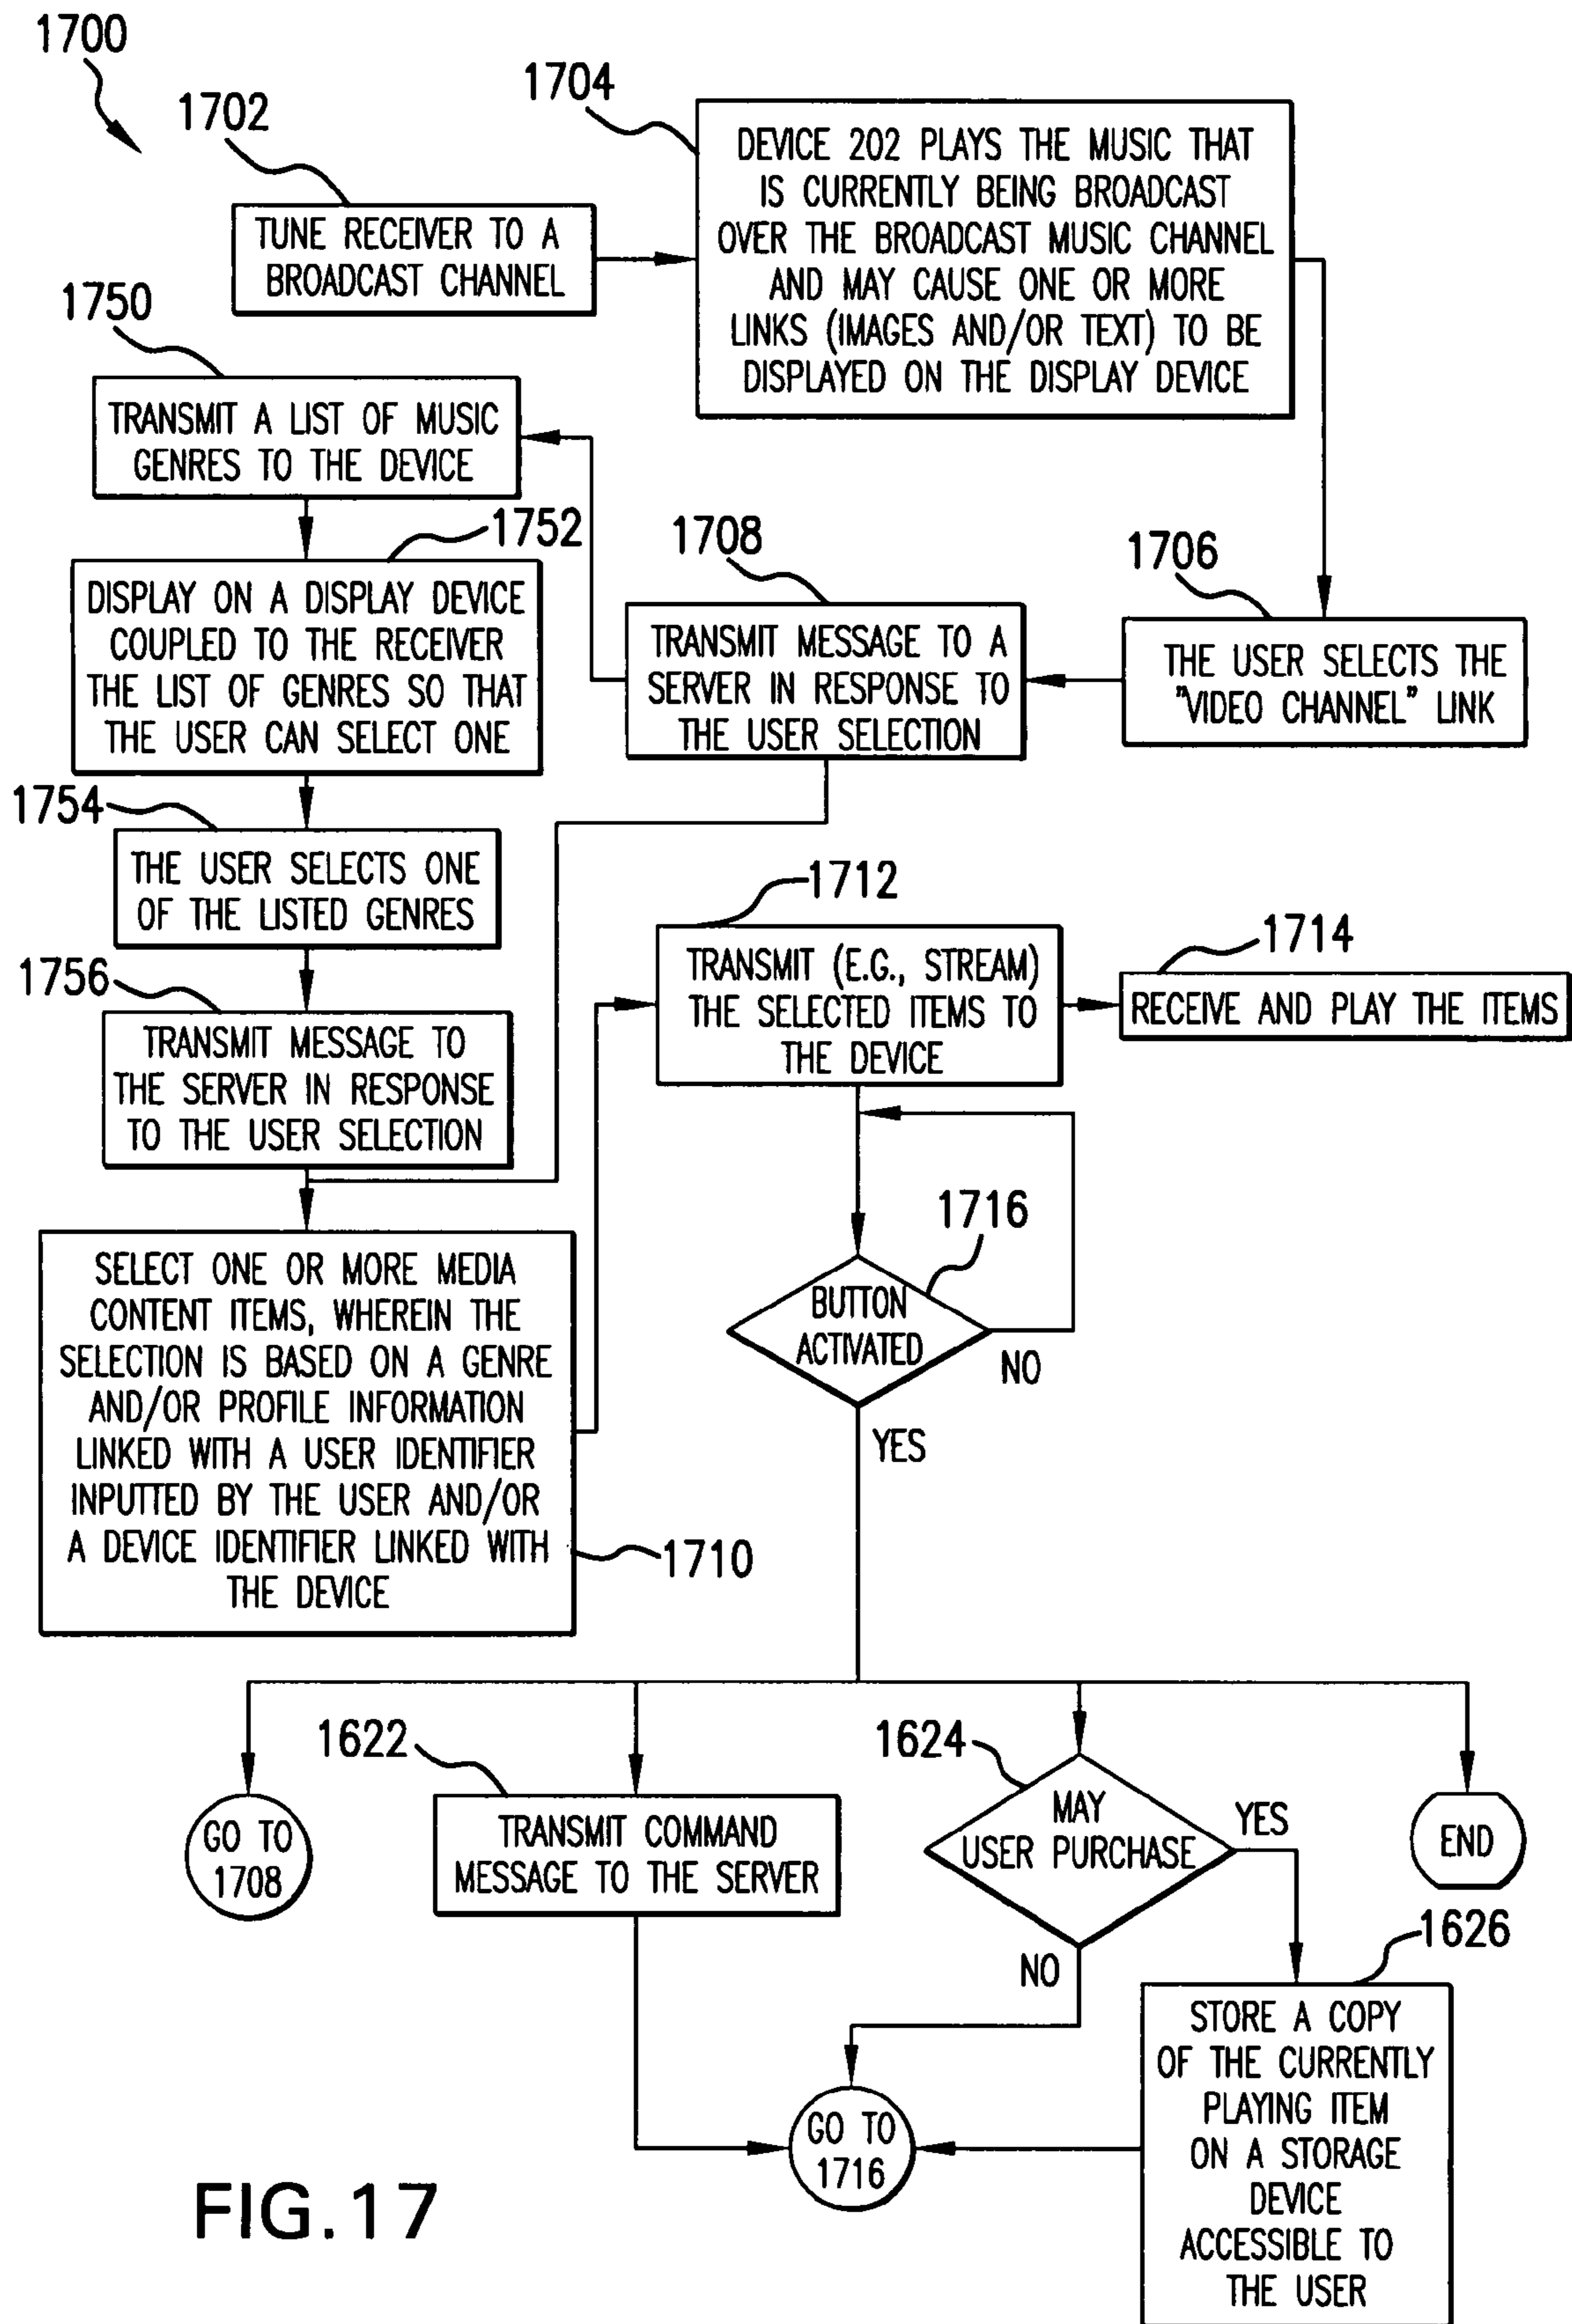 1700
1702
TUNE RECEIVER TO A
BROADCAST CHANNEL
1704
DEVICE 202 PLAYS THE MUSIC THAT
IS CURRENTLY BEING BROADCAST
OVER THE BROADCAST MUSIC CHANNEL
AND MAY CAUSE ONE OR MORE
LINKS (IMAGES AND/OR TEXT) TO BE
DISPLAYED ON THE DISPLAY DEVICE
1706
THE USER SELECTS THE
"VIDEO CHANNEL" LINK
1708
TRANSMIT MESSAGE TO A
SERVER IN RESPONSE TO
THE USER SELECTION
1750
TRANSMIT A LIST OF MUSIC
GENRES TO THE DEVICE
1752
DISPLAY ON A DISPLAY DEVICE
COUPLED TO THE RECEIVER
THE LIST OF GENRES SO THAT
THE USER CAN SELECT ONE
1754
THE USER SELECTS ONE
OF THE LISTED GENRES
1756
TRANSMIT MESSAGE TO
THE SERVER IN RESPONSE
TO THE USER SELECTION
SELECT ONE OR MORE MEDIA
CONTENT ITEMS, WHEREIN THE
SELECTION IS BASED ON A GENRE
AND/OR PROFILE INFORMATION
LINKED WITH A USER IDENTIFIER
INPUTTED BY THE USER AND/OR
A DEVICE IDENTIFIER LINKED WITH
THE DEVICE
1710
1712
TRANSMIT (E.G., STREAM)
THE SELECTED ITEMS TO
THE DEVICE
1714
RECEIVE AND PLAY THE ITEMS
1716
BUTTON
ACTIVATED
NO
YES
GO TO
1708
1622
TRANSMIT COMMAND
MESSAGE TO THE SERVER
1624
MAY
USER PURCHASE
YES
NO
END
1626
STORE A COPY
OF THE CURRENTLY
PLAYING ITEM
ON A STORAGE
DEVICE
ACCESSIBLE TO
THE USER
GO TO
1716
FIG.17